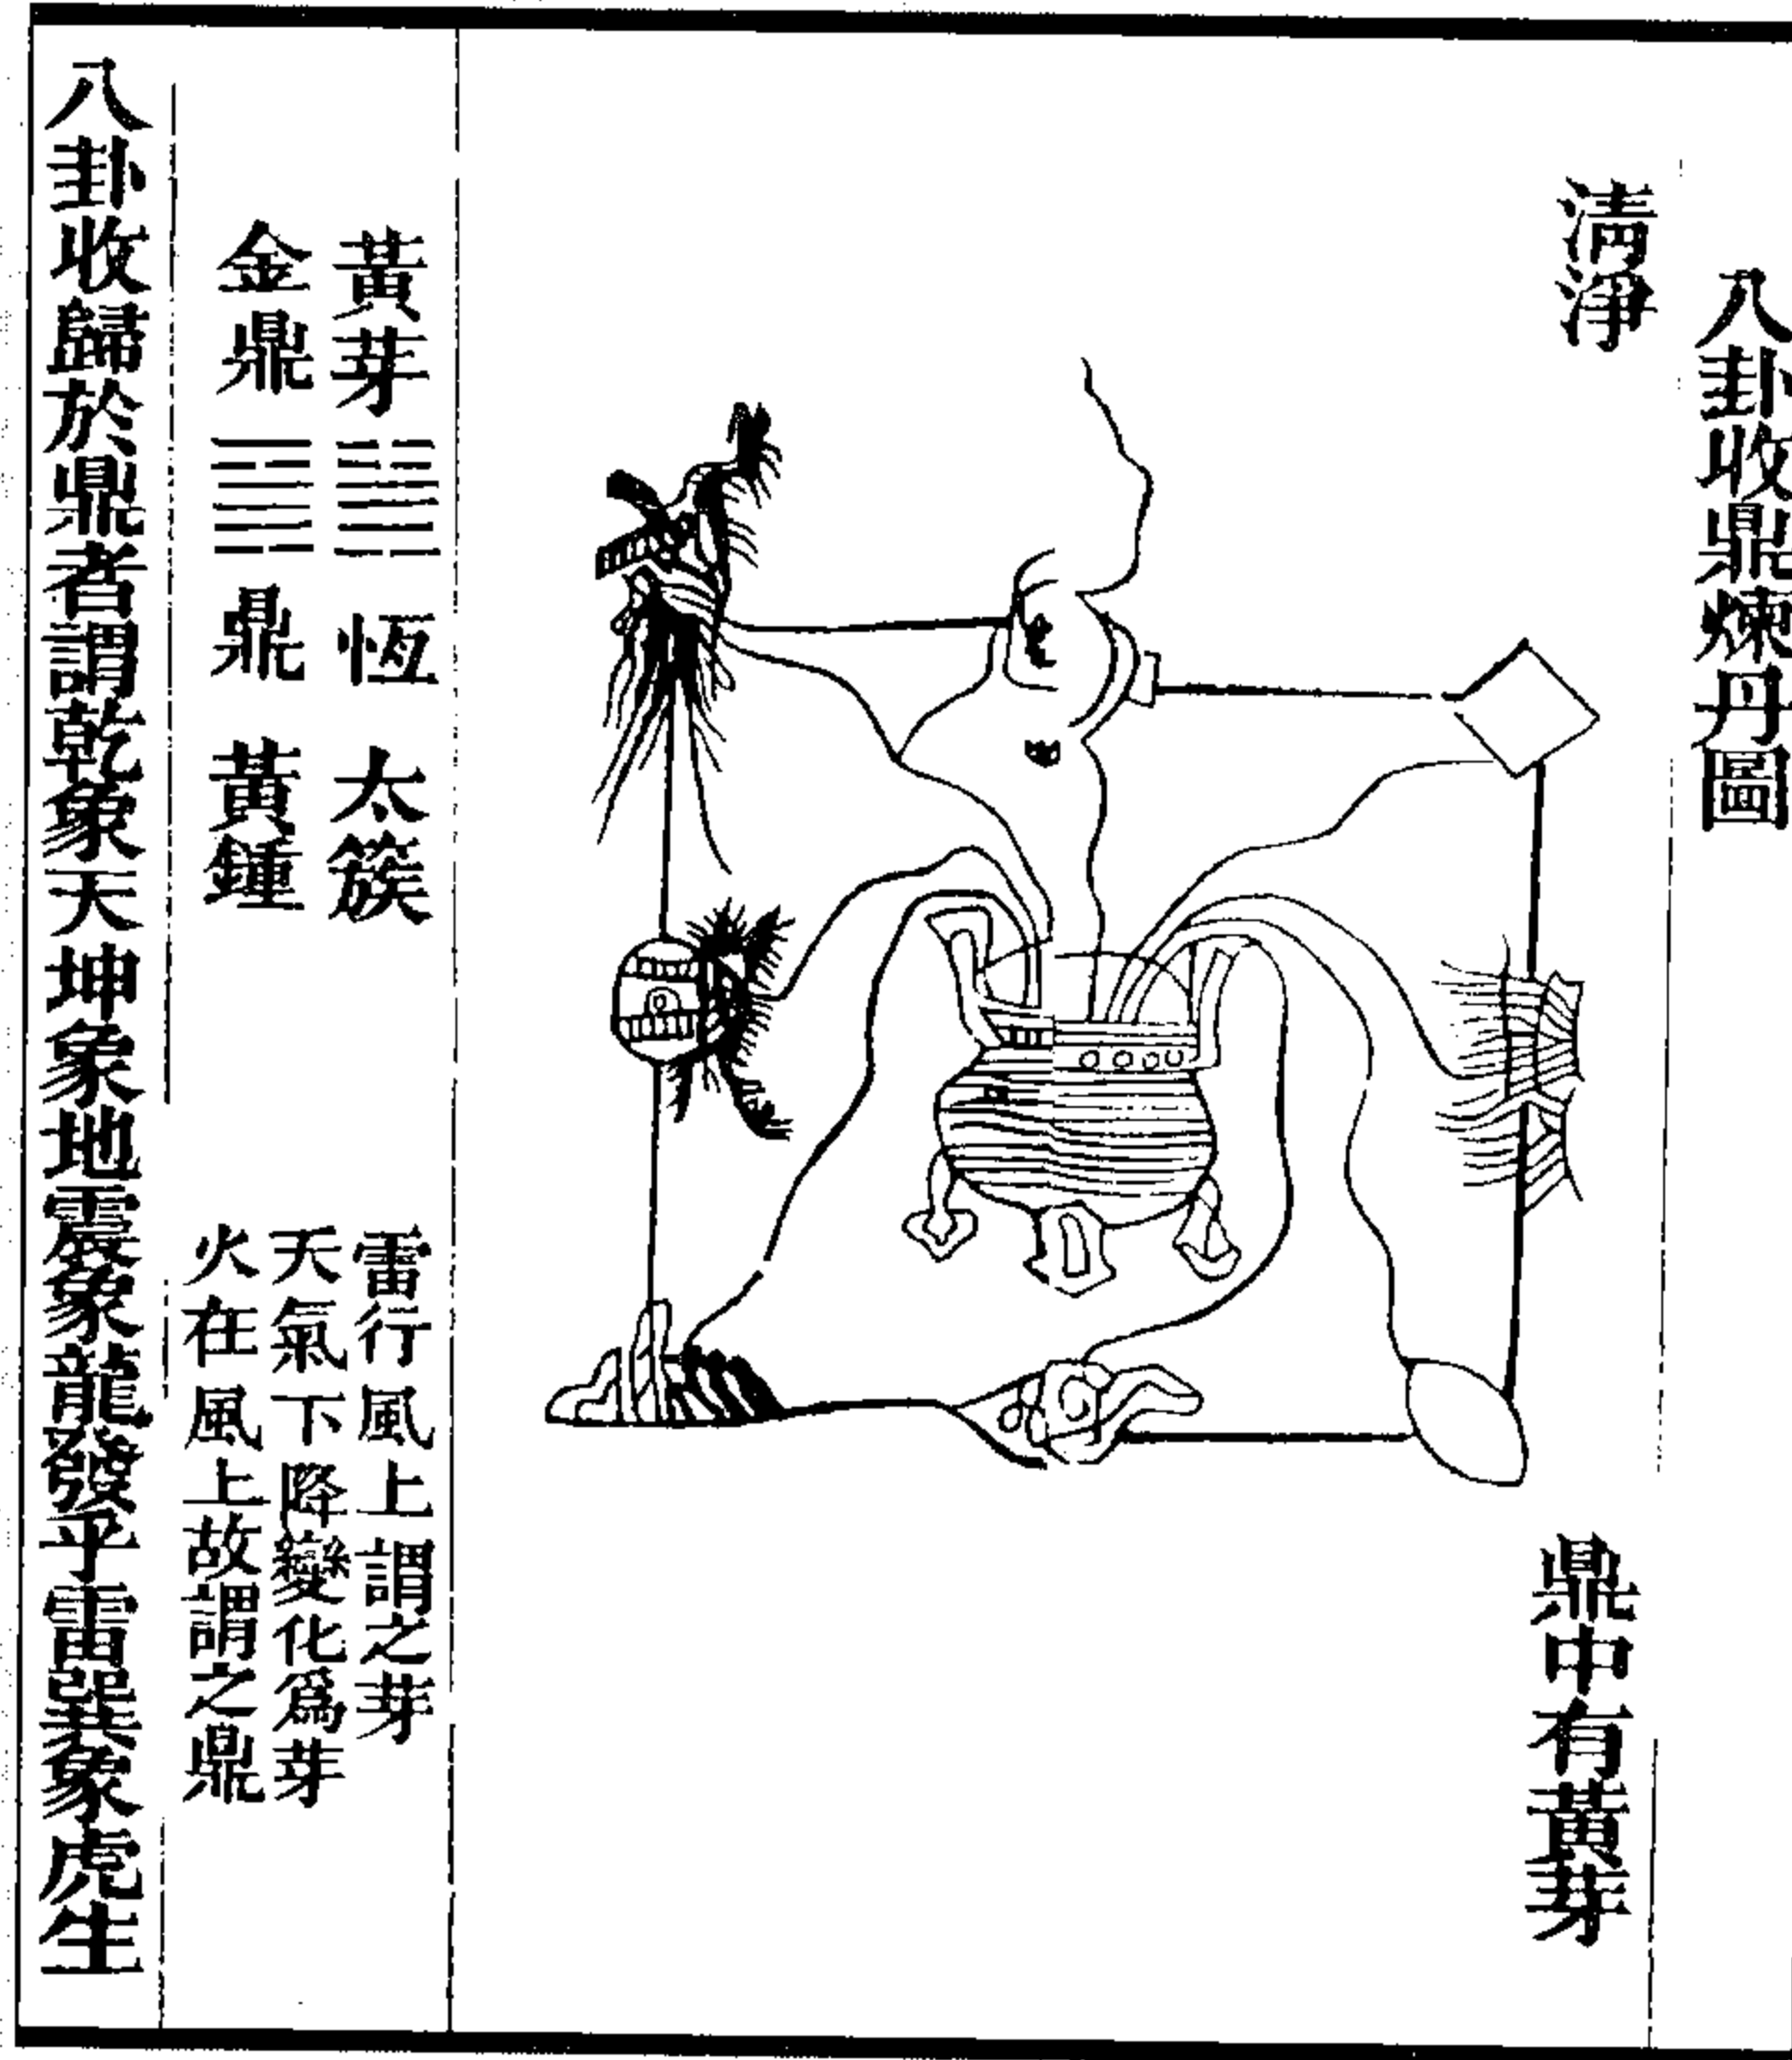 八卦收鼎煉丹圖
清淨
鼎中有黃芽
黃芽 恆 太簇
雷行風上謂之芽
天氣下降變化爲芽
金鼎 鼎 黃鍾
火在風上故謂之鼎
八卦收歸於鼎者謂乾象天坤象地震象龍發乎雷巽象虎生